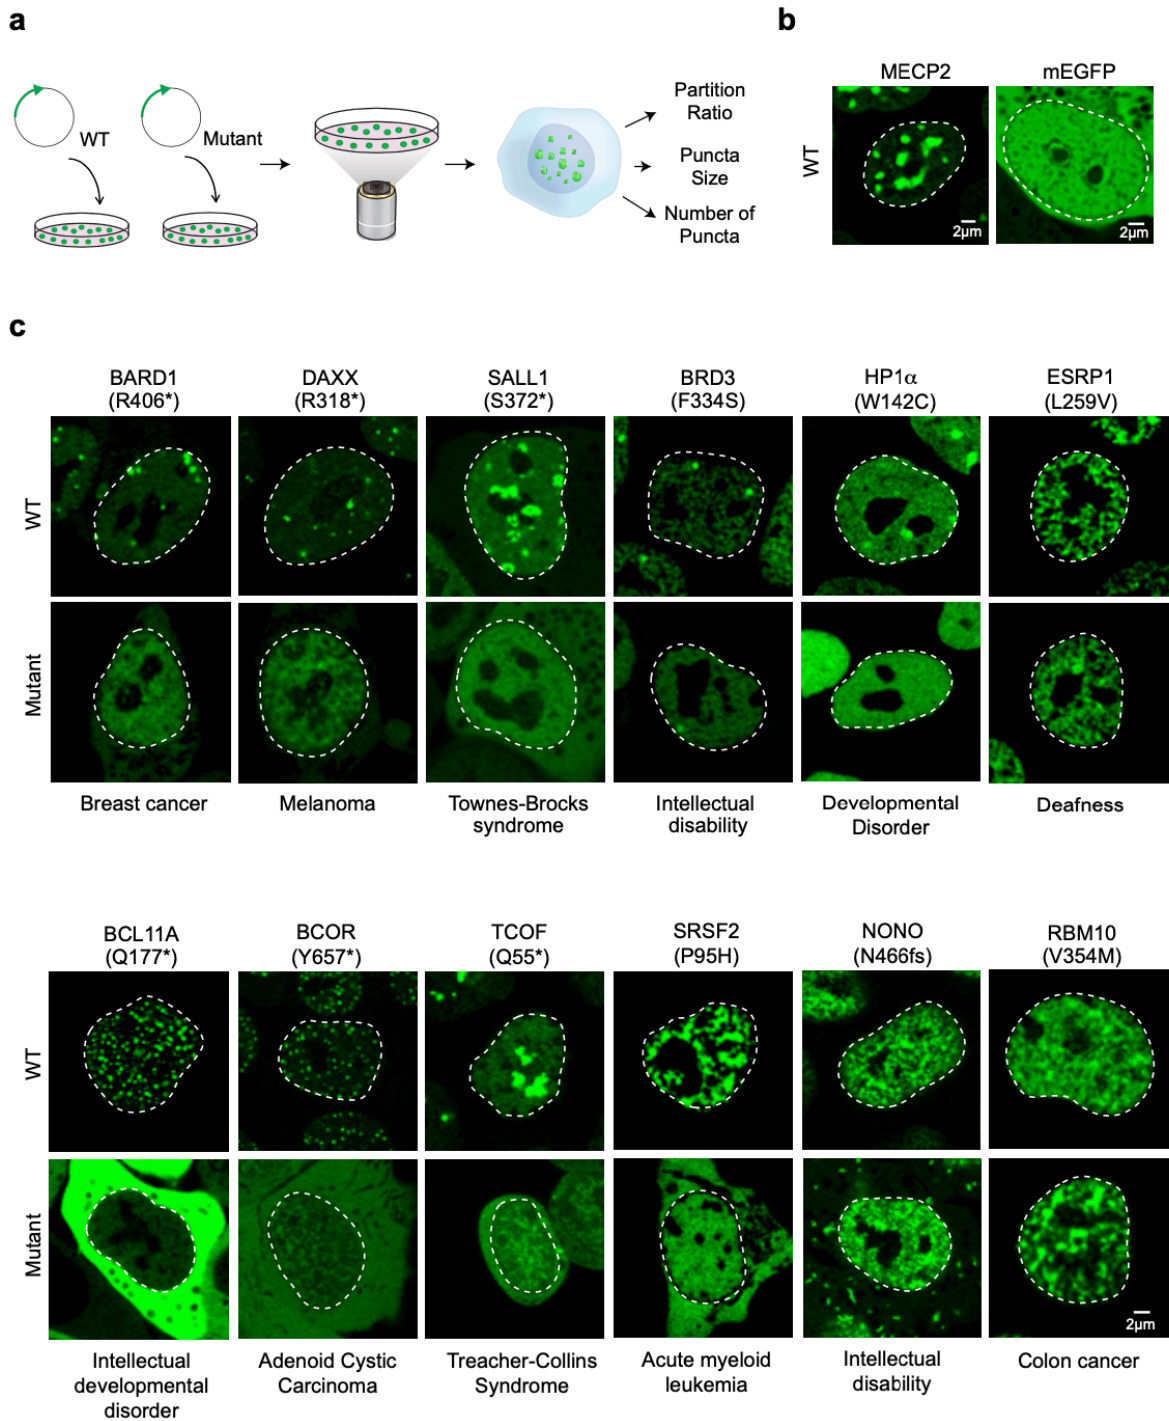 a
WT
Mutant
Partition
Ratio
Puncta
Size
Number of
Puncta
b
MECP2
mEGFP
WT
2μm
2μm
c
BARD1
(R406*)
DAXX
(R318*)
SALL1
(S372*)
BRD3
(F334S)
HP1α
(W142C)
ESRP1
(L259V)
WT
Mutant
Breast cancer
Melanoma
Townes-Brocks
syndrome
Intellectual
disability
Developmental
Disorder
Deafness
BCL11A
(Q177*)
BCOR
(Y657*)
TCOF
(Q55*)
SRSF2
(P95H)
NONO
(N466fs)
RBM10
(V354M)
WT
Mutant
2μm
Intellectual
developmental
disorder
Adenoid Cystic
Carcinoma
Treacher-Collins
Syndrome
Acute myeloid
leukemia
Intellectual
disability
Colon cancer